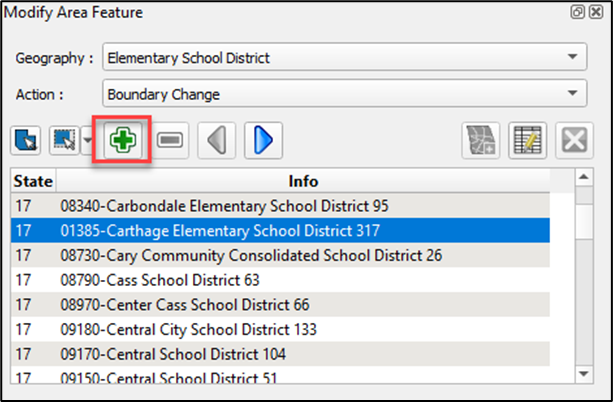 Modify Area Feature
Geography : Elementary School District
Action : Boundary Change
State Info
17 08340-Carbondale Elementary School District 95
17 01385-Carthage Elementary School District 317
17 08730-Cary Community Consolidated School District 26
17 08790-Cass School District 63
17 08970-Center Cass School District 66
17 09180-Central City School District 133
17 09170-Central School District 104
17 09150-Central School District 51